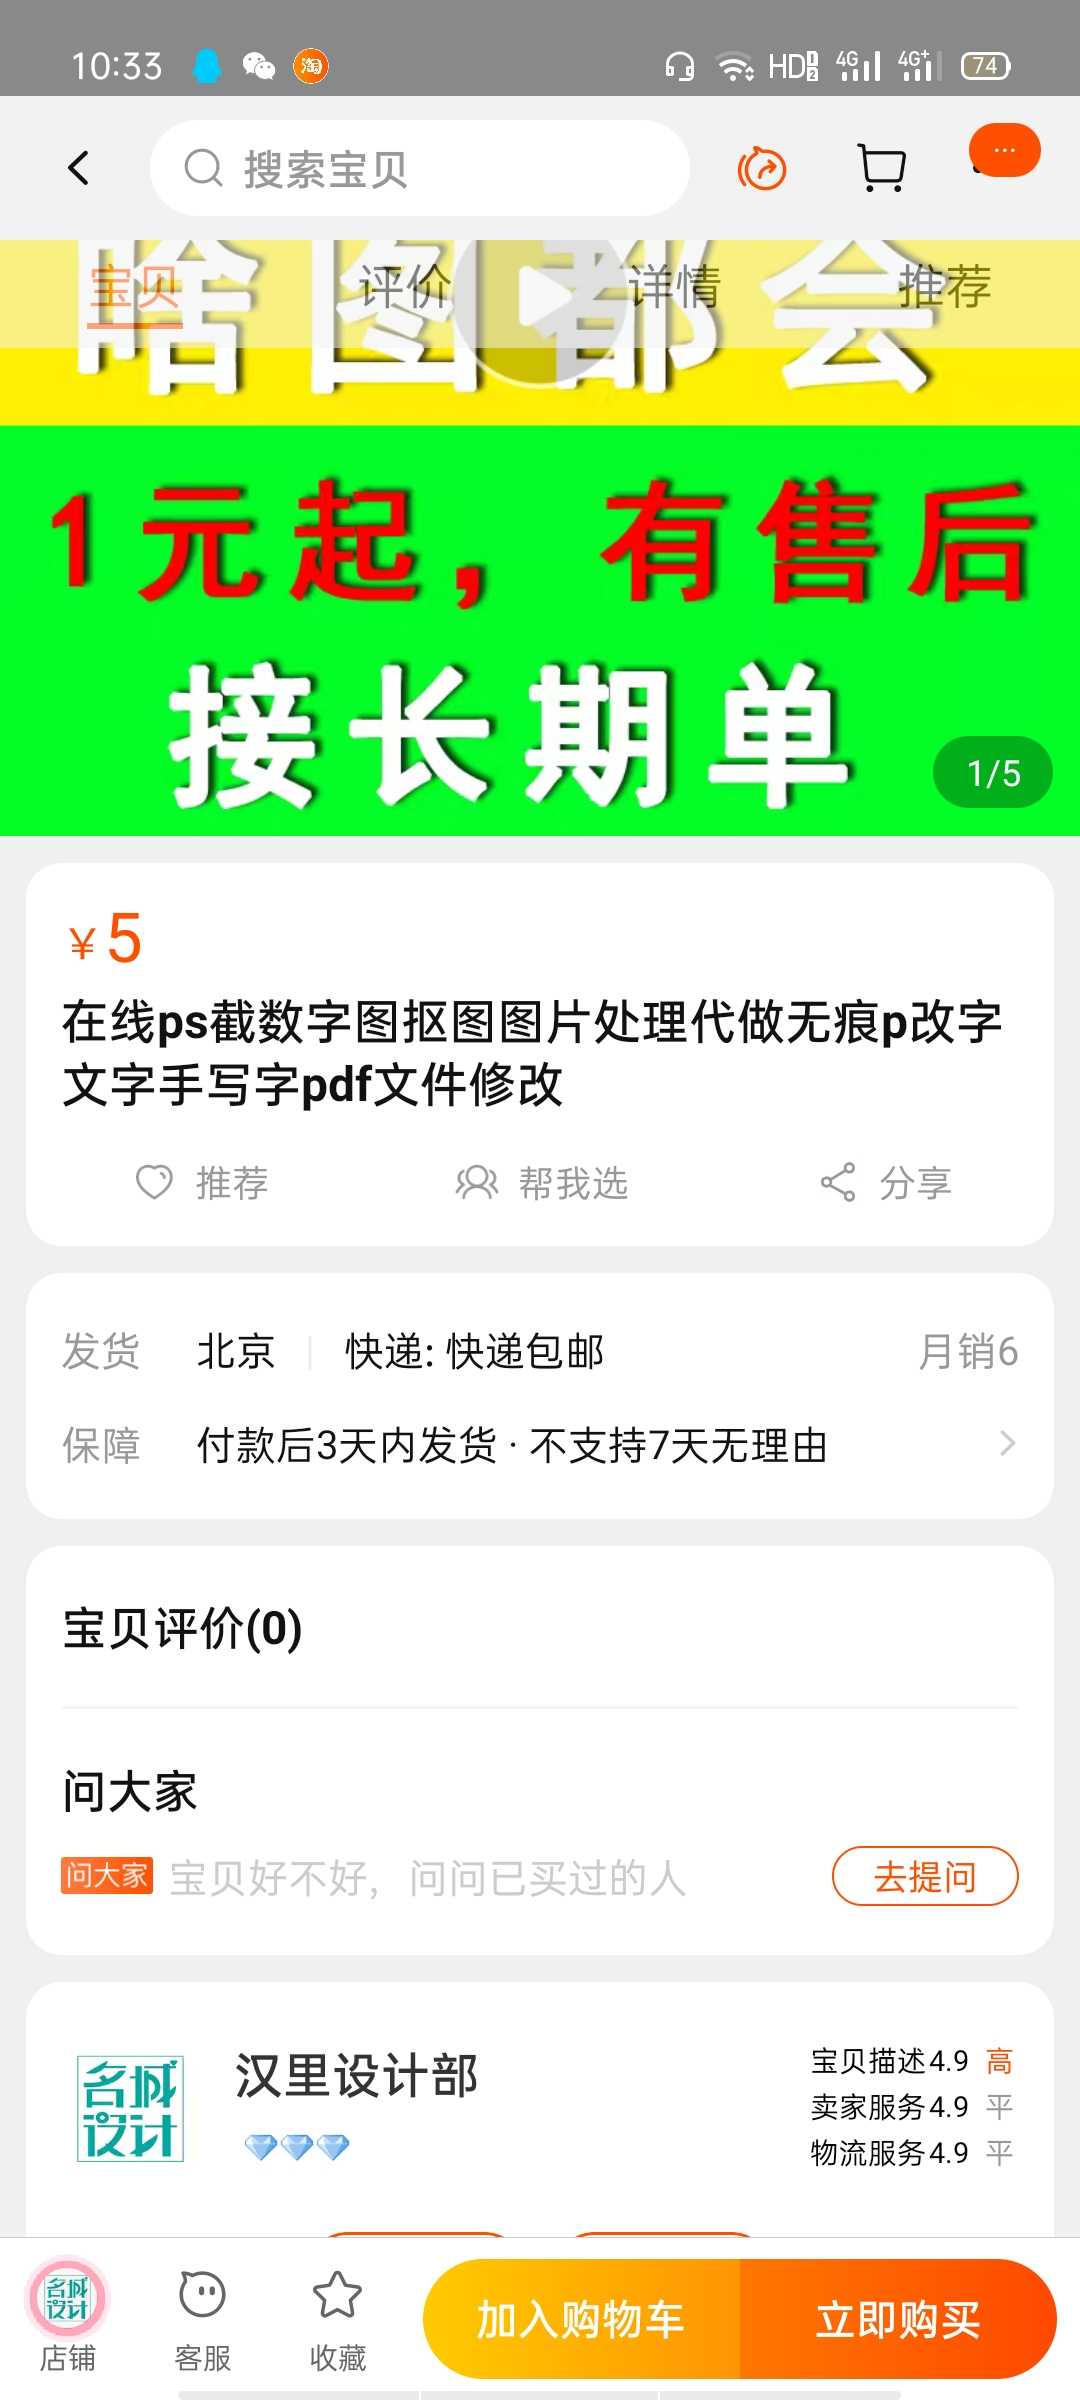 10:33
HD 1 2 4G 4G+ 74
搜索宝贝
宝贝 评价 详情 推荐
啥图都会
1元起，有售后
接长期单
1/5
¥5
在线ps截数字图抠图图片处理代做无痕p改字
文字手写字pdf文件修改
推荐 帮我选 分享
发货 北京 快递: 快递包邮 月销6
保障 付款后3天内发货 · 不支持7天无理由
宝贝评价(0)
问大家
问大家 宝贝好不好，问问已买过的人 去提问
名城设计
汉里设计部
宝贝描述4.9 高
卖家服务4.9 平
物流服务4.9 平
名城设计
店铺 客服 收藏 加入购物车 立即购买